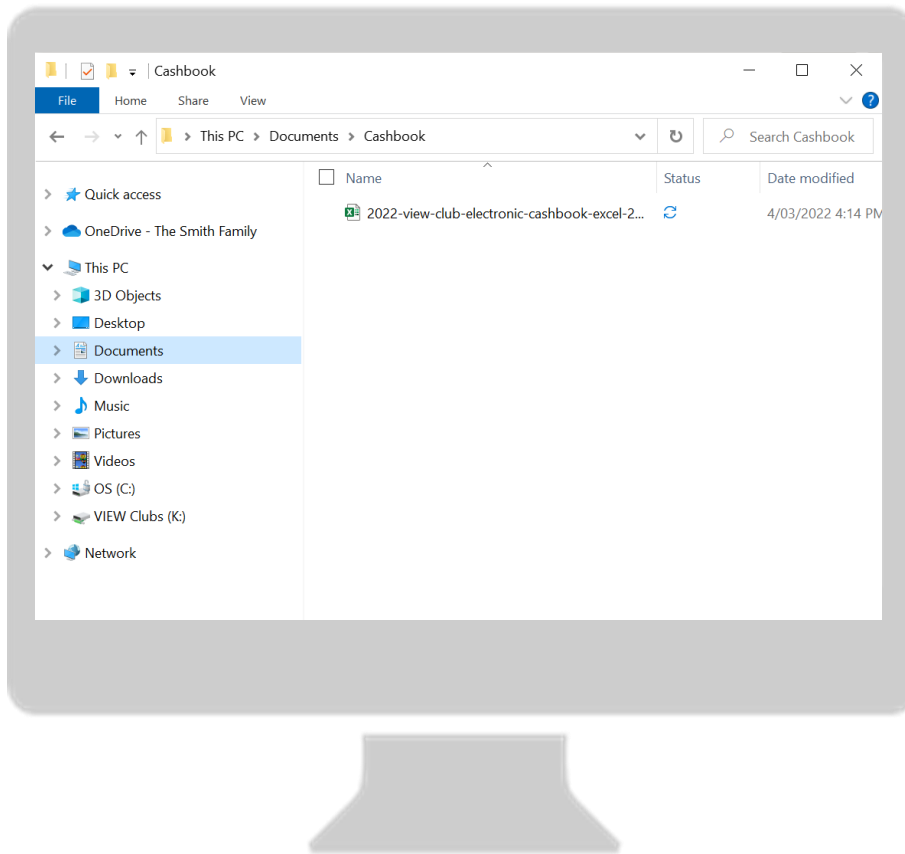 Cashbook
File Home Share View
This PC > Documents > Cashbook Search Cashbook
Name Status Date modified
2022-view-club-electronic-cashbook-excel-2... 4/03/2022 4:14 PM
Quick access
OneDrive - The Smith Family
This PC
3D Objects
Desktop
Documents
Downloads
Music
Pictures
Videos
OS (C:)
VIEW Clubs (K:)
Network